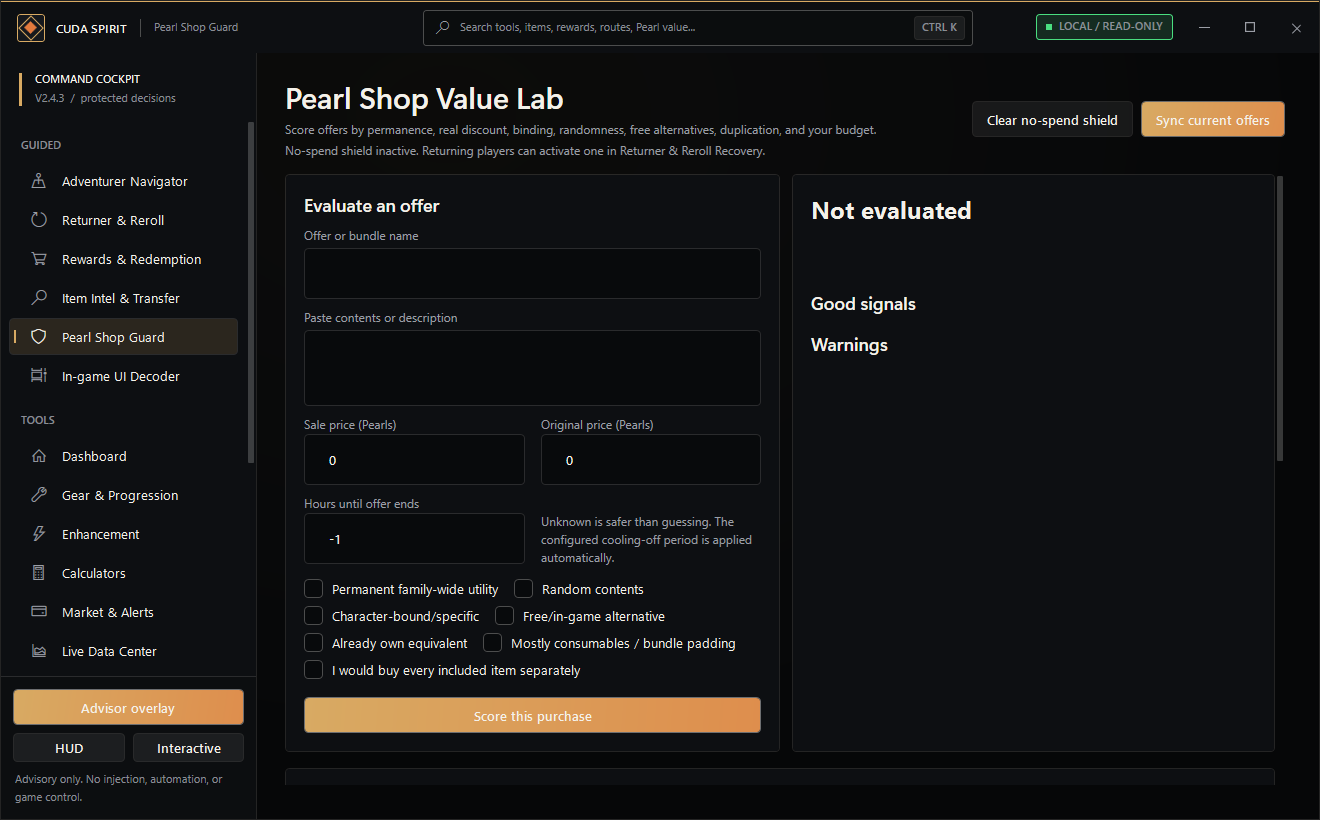 CUDA SPIRIT
Pearl Shop Guard
Search tools, items, rewards, routes, Pearl value...
CTRL K
LOCAL / READ-ONLY
COMMAND COCKPIT
V2.4.3 / protected decisions
GUIDED
Adventurer Navigator
Returner & Reroll
Rewards & Redemption
Item Intel & Transfer
Pearl Shop Guard
In-game UI Decoder
TOOLS
Dashboard
Gear & Progression
Enhancement
Calculators
Market & Alerts
Live Data Center
Advisor overlay
HUD
Interactive
Advisory only. No injection, automation, or
game control.
Pearl Shop Value Lab
Score offers by permanence, real discount, binding, randomness, free alternatives, duplication, and your budget.
No-spend shield inactive. Returning players can activate one in Returner & Reroll Recovery.
Clear no-spend shield
Sync current offers
Evaluate an offer
Offer or bundle name
Paste contents or description
Sale price (Pearls)
Original price (Pearls)
0
0
Hours until offer ends
-1
Unknown is safer than guessing. The
configured cooling-off period is applied
automatically.
Permanent family-wide utility
Random contents
Character-bound/specific
Free/in-game alternative
Already own equivalent
Mostly consumables / bundle padding
I would buy every included item separately
Score this purchase
Not evaluated
Good signals
Warnings